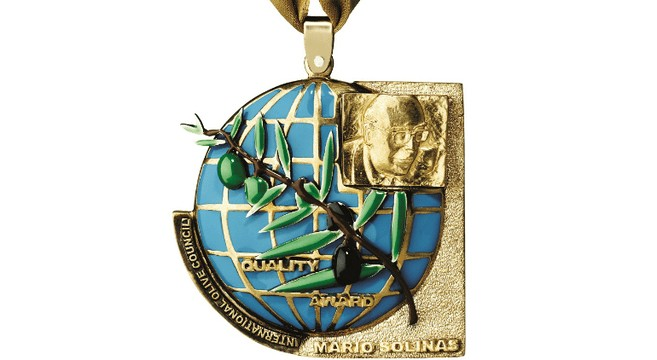 QUALITY
AWARD
INTERNATIONAL OLIVE COUNCIL
MARIO SOLINAS